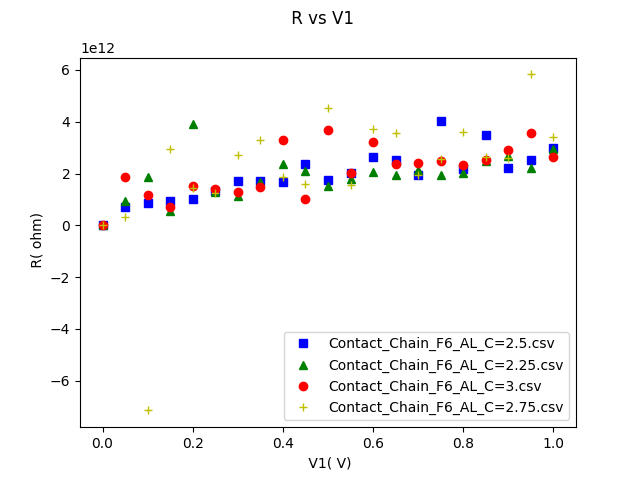 R vs V1
1e12
6
4
2
0
−2
−4
−6
R( ohm)
0.0 0.2 0.4 0.6 0.8 1.0
V1( V)
Contact_Chain_F6_AL_C=2.5.csv
Contact_Chain_F6_AL_C=2.25.csv
Contact_Chain_F6_AL_C=3.csv
Contact_Chain_F6_AL_C=2.75.csv